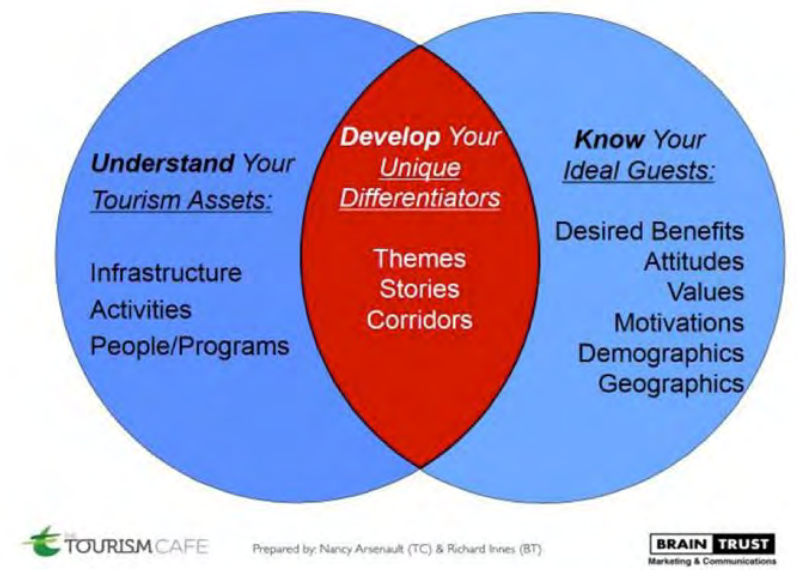 Understand Your
Tourism Assets:
Infrastructure
Activities
People/Programs
Develop Your
Unique
Differentiators
Themes
Stories
Corridors
Know Your
Ideal Guests:
Desired Benefits
Attitudes
Values
Motivations
Demographics
Geographics
THE
TOURISM CAFE
Prepared by: Nancy Arsenault (TC) & Richard Innes (BT)
BRAIN TRUST
Marketing & Communications